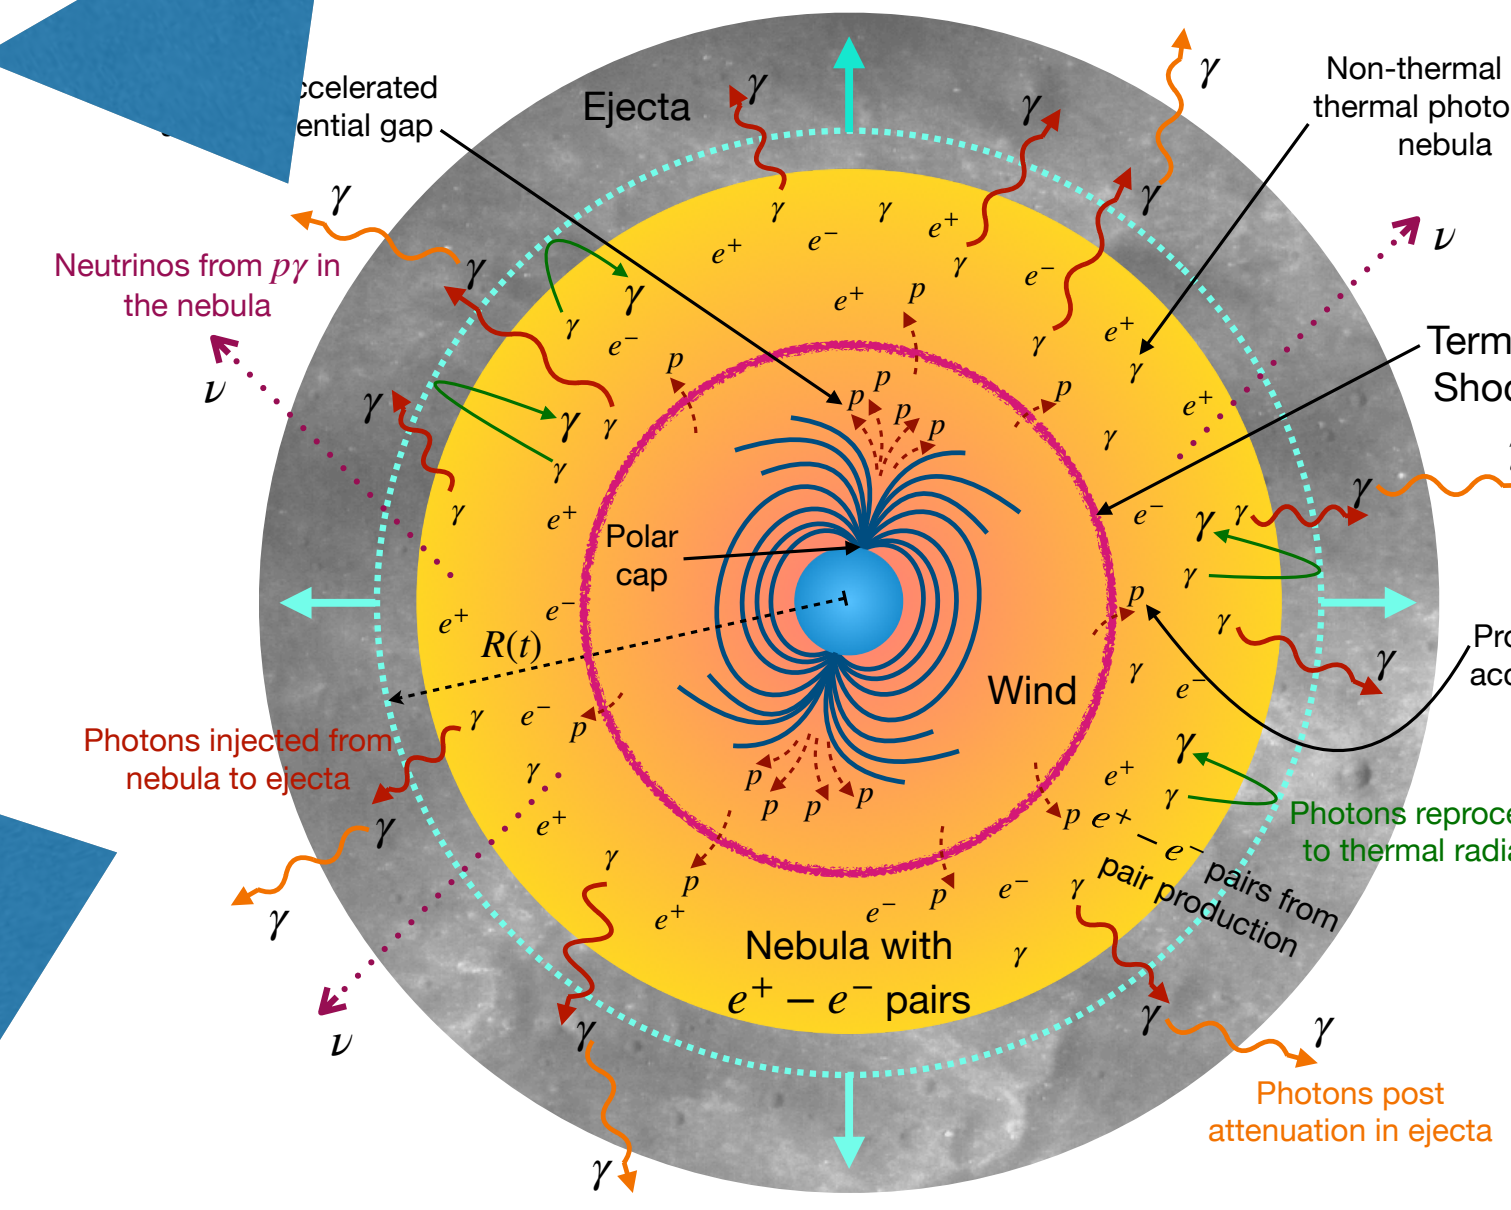 ccelerated
ential gap
Ejecta
Non-thermal
thermal photo
nebula
Neutrinos from pγ in
the nebula
Term
Shoc
Polar
cap
R(t)
Wind
Pro
acc
Photons injected from
nebula to ejecta
Photons reproce
to thermal radia
e⁺ – e⁻ pairs from
pair production
Nebula with
e⁺ – e⁻ pairs
Photons post
attenuation in ejecta
γ
γ
γ
γ
γ
γ
γ
γ
e⁺
e⁻
e⁺
γ
e⁻
ν
γ
γ
e⁻
e⁺
p
γ
e⁺
γ
p
p
p
p
p
p
e⁺
ν
γ
γ
γ
γ
γ
γ
e⁺
e⁻
γ
γ
γ
γ
e⁺
e⁻
p
γ
γ
γ
e⁻
γ
e⁻
p
γ
γ
e⁺
p
p
p
p
e⁺
γ
p
γ
γ
p
e⁺
p
e⁻
e⁻
γ
γ
γ
γ
γ
γ
ν
γ